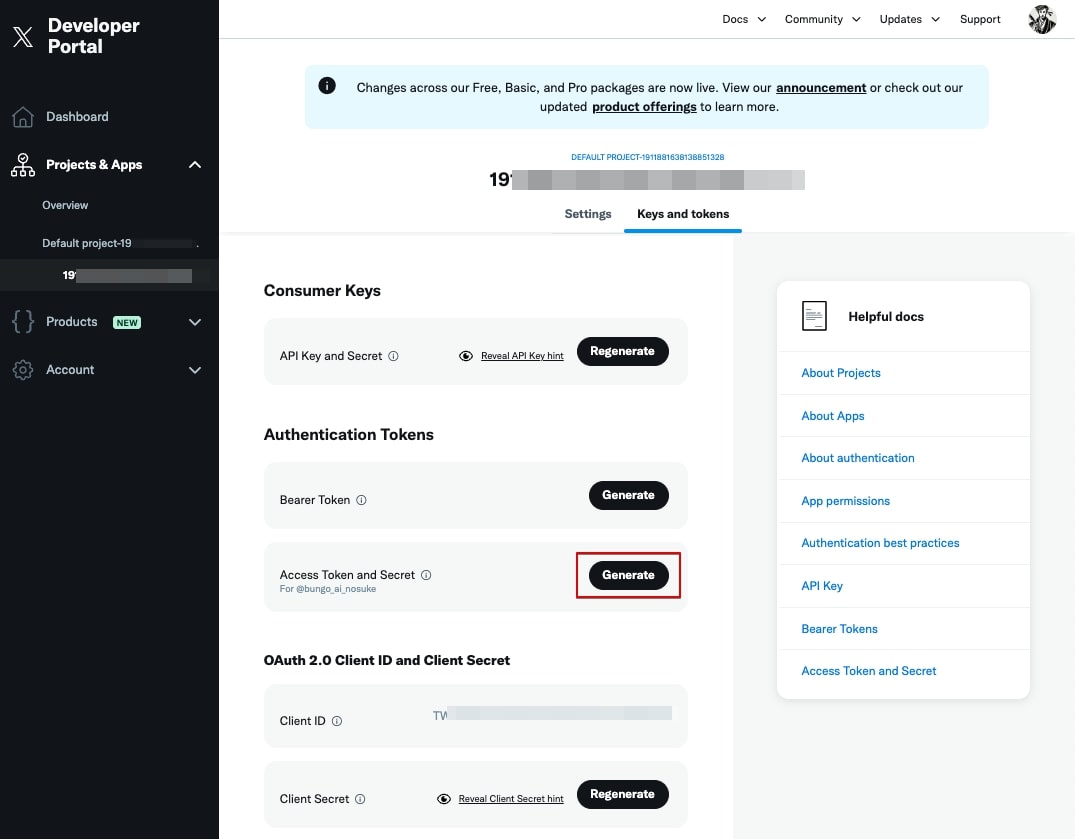 Developer
Portal
Docs
Community
Updates
Support
Dashboard
Projects & Apps
Overview
Default project-19
19
Products NEW
Account
Changes across our Free, Basic, and Pro packages are now live. View our announcement or check out our
updated product offerings to learn more.
DEFAULT PROJECT-1911881638138851328
19
Settings
Keys and tokens
Consumer Keys
API Key and Secret
Reveal API Key hint
Regenerate
Authentication Tokens
Bearer Token
Generate
Access Token and Secret
For @bungo_ai_nosuke
Generate
OAuth 2.0 Client ID and Client Secret
Client ID
TW
Client Secret
Reveal Client Secret hint
Regenerate
Helpful docs
About Projects
About Apps
About authentication
App permissions
Authentication best practices
API Key
Bearer Tokens
Access Token and Secret